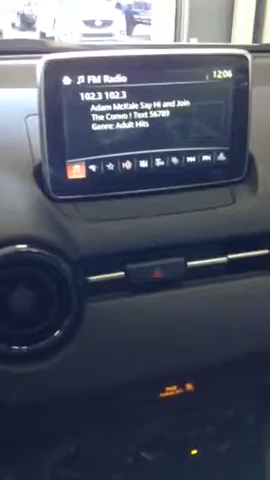 FM Radio 12:06
102.3 102.3
Adam McKale Say Hi and Join
The Convo ! Text 56789
Genre: Adult Hits